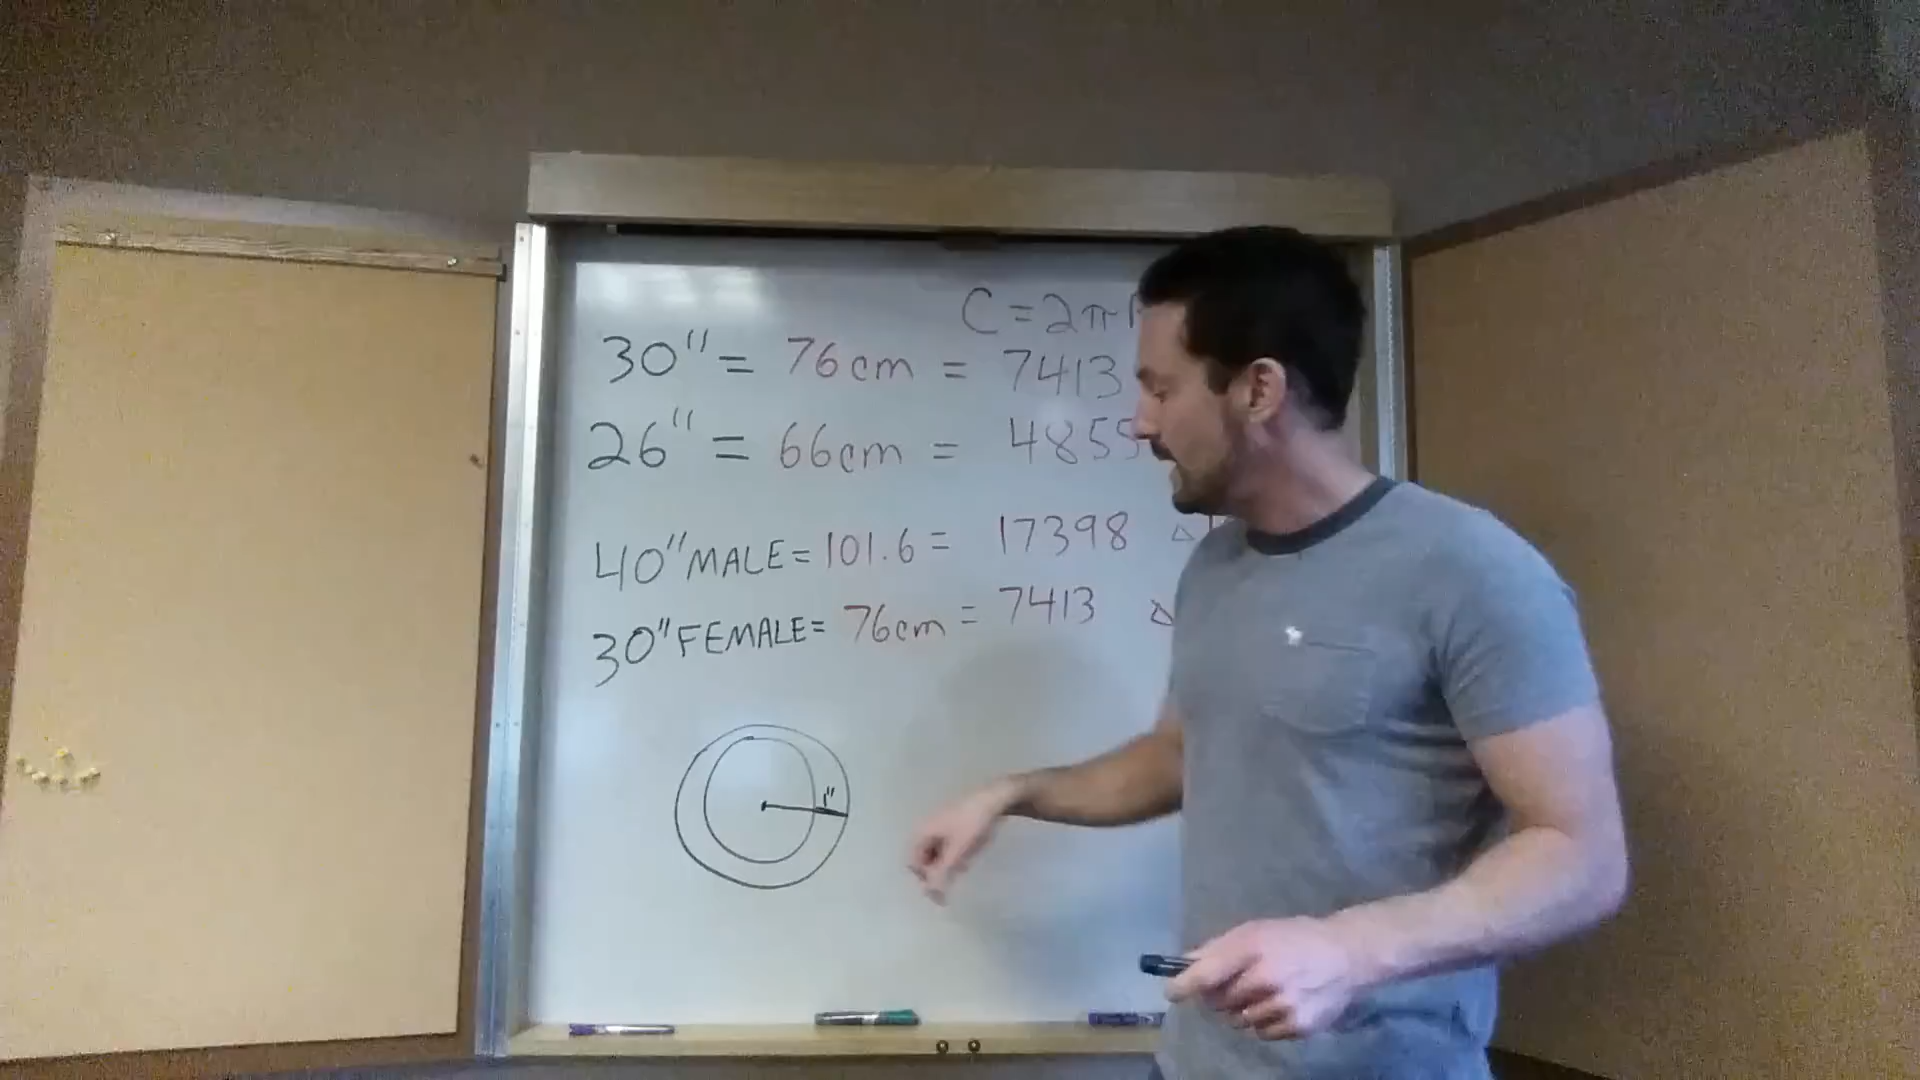 C = 2π
30" = 76cm = 7413
26" = 66cm = 4855
40" MALE = 101.6 = 17398 Δ
30" FEMALE = 76cm = 7413 Δ
1"